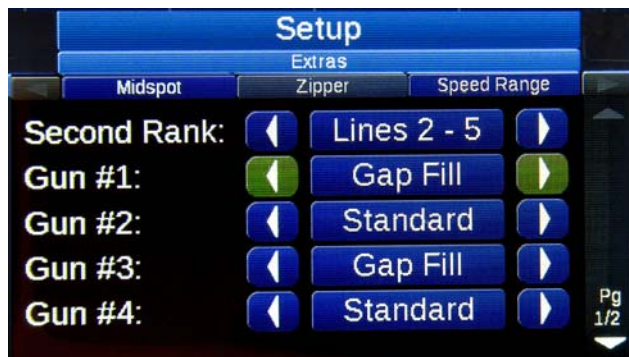 Setup
Extras
Midspot Zipper Speed Range
Second Rank: Lines 2 - 5
Gun #1: Gap Fill
Gun #2: Standard
Gun #3: Gap Fill
Gun #4: Standard
Pg
1/2